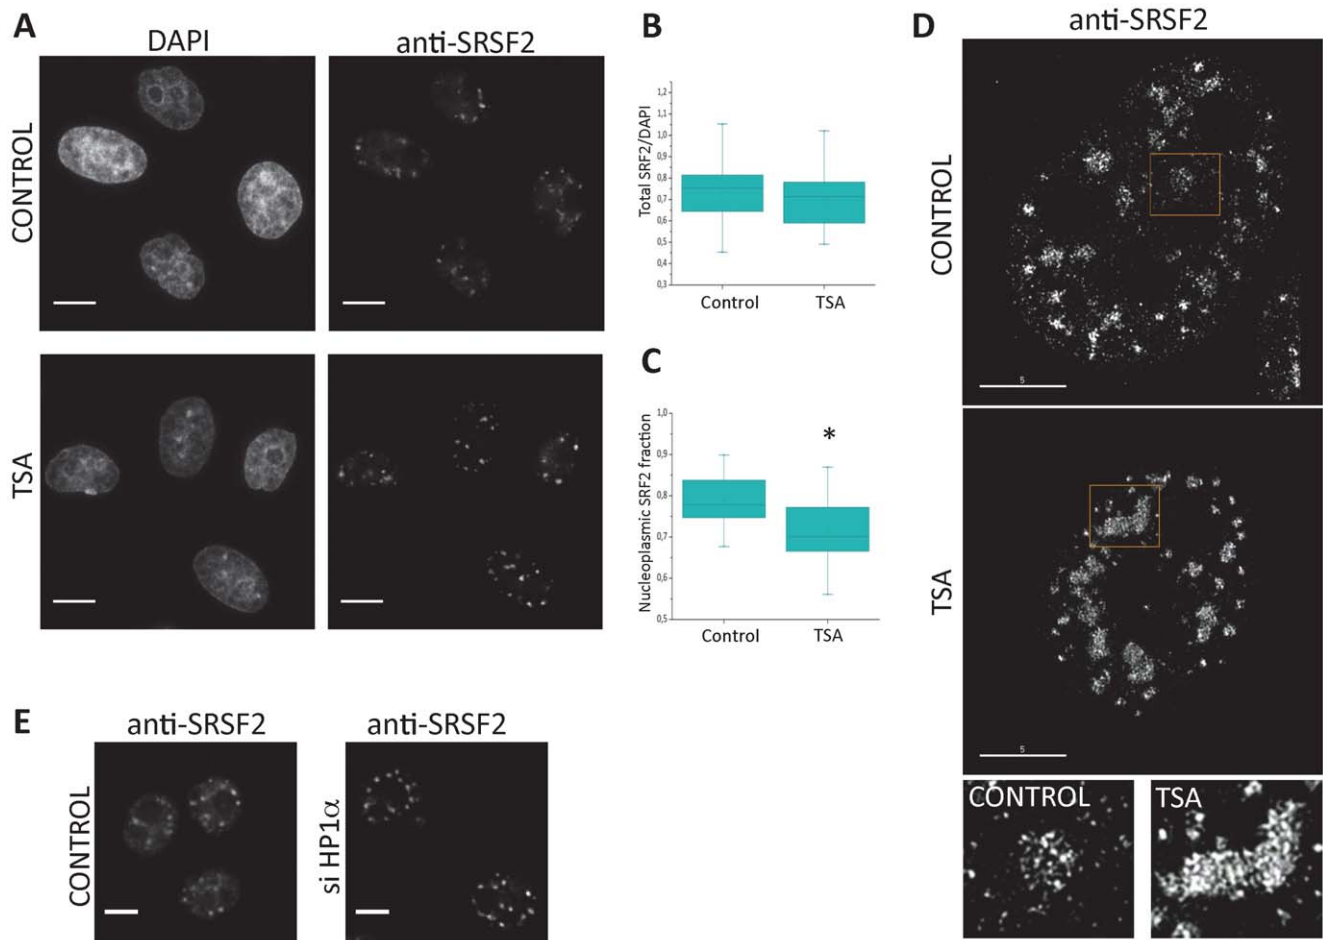 A
DAPI
anti-SRSF2
CONTROL
TSA
B
Total SRF2/DAPI
1,2
1,1
1,0
0,9
0,8
0,7
0,6
0,5
0,4
0,3
Control
TSA
C
Nucleoplasmic SRF2 fraction
1,0
0,9
0,8
0,7
0,6
0,5
*
Control
TSA
D
anti-SRSF2
CONTROL
5
TSA
5
CONTROL
TSA
E
anti-SRSF2
anti-SRSF2
CONTROL
si HP1α